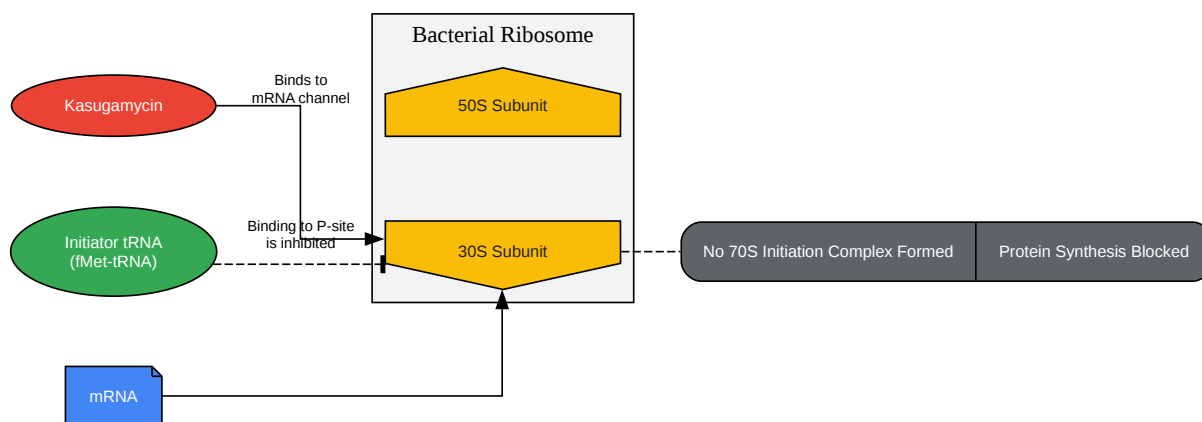 Bacterial Ribosome
Kasugamycin
Binds to
mRNA channel
50S Subunit
Initiator tRNA
(fMet-tRNA)
Binding to P-site
is inhibited
30S Subunit
No 70S Initiation Complex Formed
Protein Synthesis Blocked
mRNA